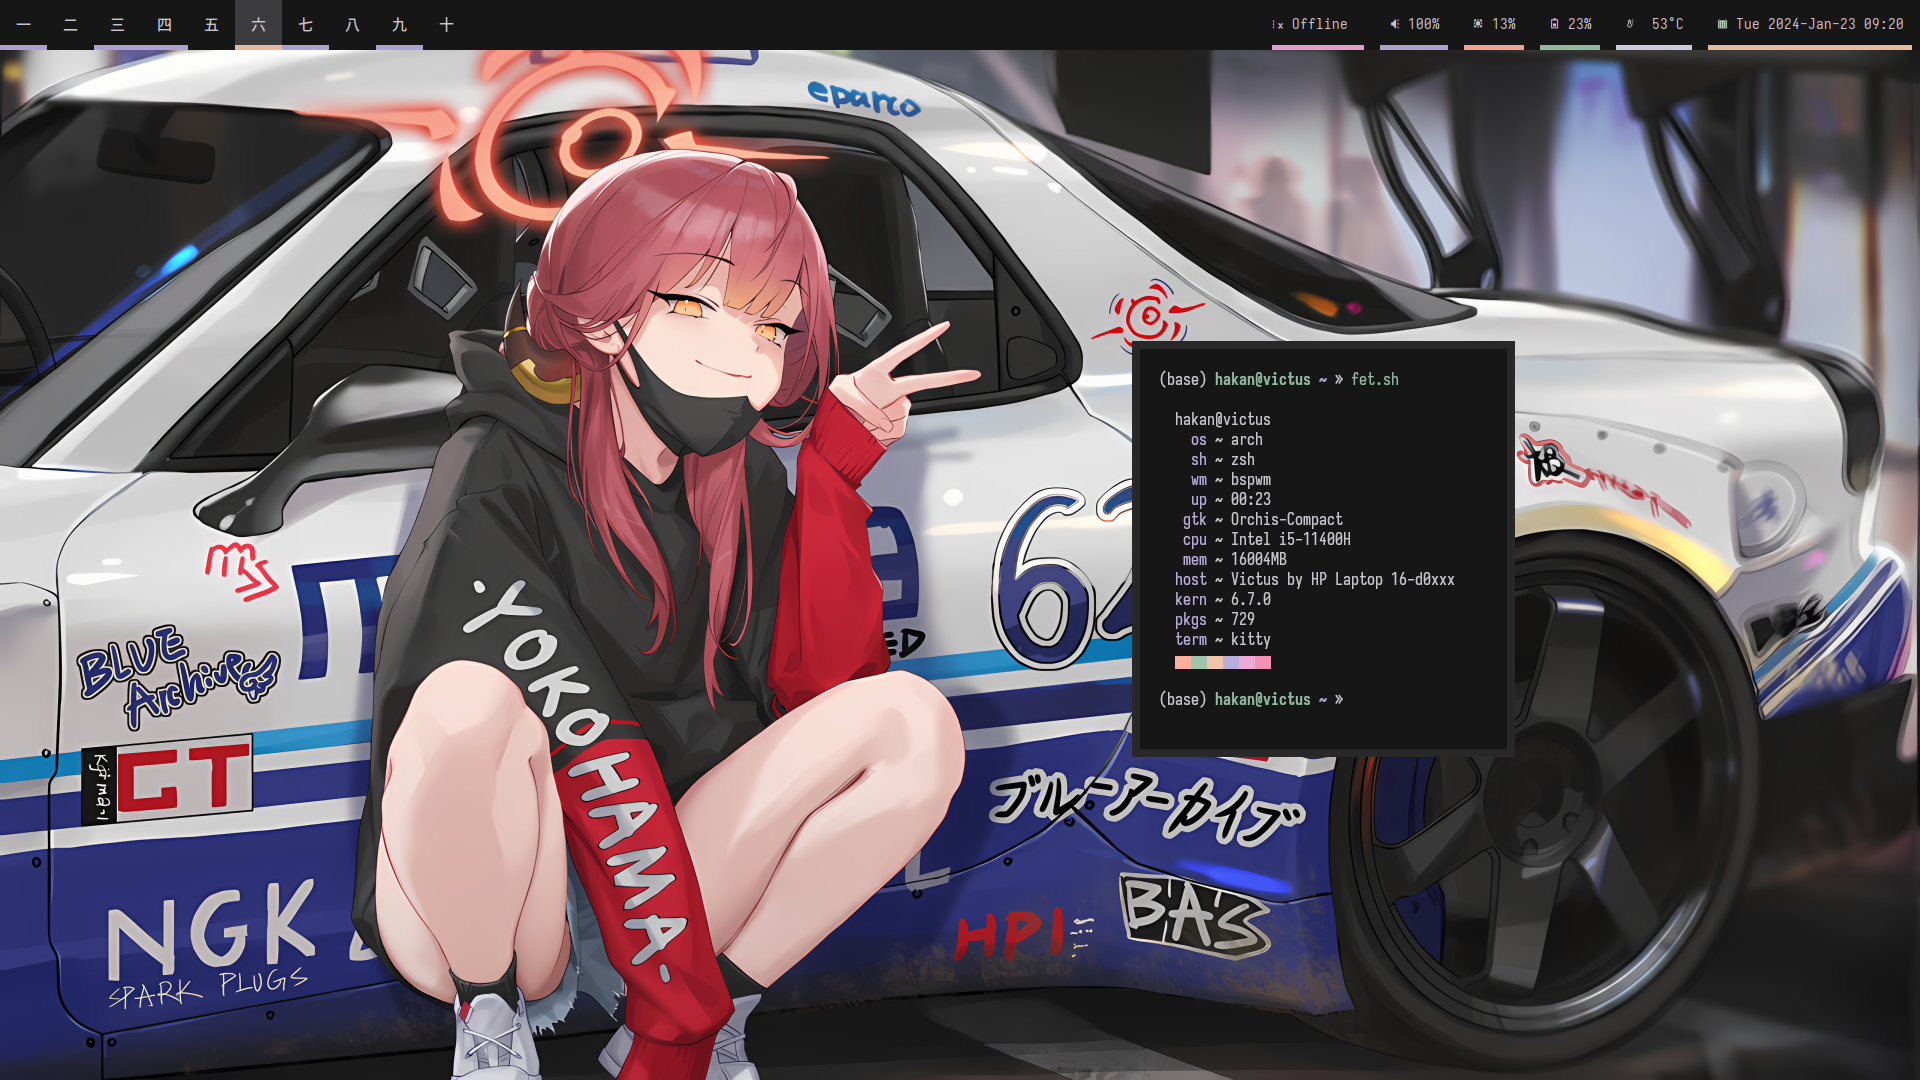 一 二 三 四 五 六 七 八 九 十
Offline 100% 13% 23% 53°C Tue 2024-Jan-23 09:20
eparco
(base) hakan@victus ~ » fet.sh
hakan@victus
os ~ arch
sh ~ zsh
wm ~ bspwm
up ~ 00:23
gtk ~ Orchis-Compact
cpu ~ Intel i5-11400H
mem ~ 16004MB
host ~ Victus by HP Laptop 16-d0xxx
kern ~ 6.7.0
pkgs ~ 729
term ~ kitty
(base) hakan@victus ~ »
BLUE
Archive
GT
NGK
SPARK PLUGS
·YOKOHAMA·
ED
ブルーアーカイブ
HPI
BAS